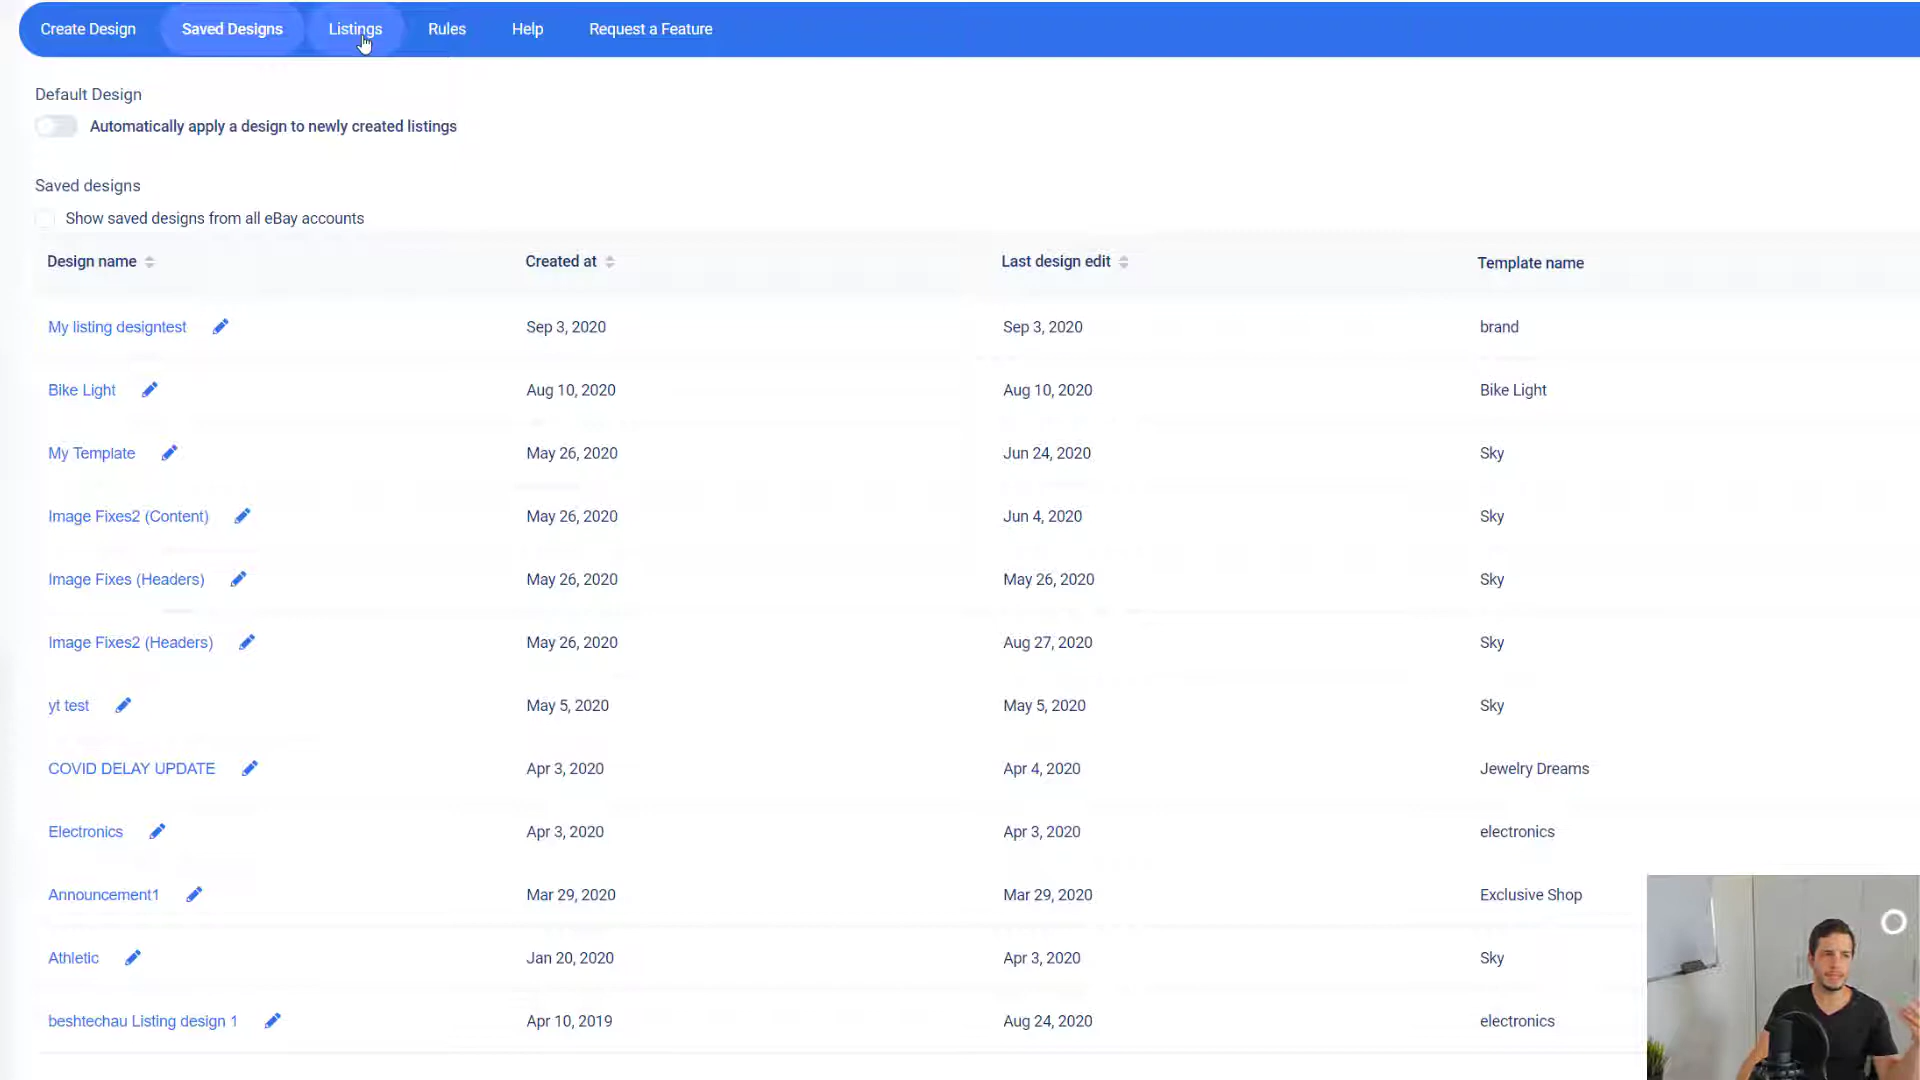 Create Design Saved Designs Listings Rules Help Request a Feature
Default Design
Automatically apply a design to newly created listings
Saved designs
Show saved designs from all eBay accounts
Design name Created at Last design edit Template name
My listing designtest Sep 3, 2020 Sep 3, 2020 brand
Bike Light Aug 10, 2020 Aug 10, 2020 Bike Light
My Template May 26, 2020 Jun 24, 2020 Sky
Image Fixes2 (Content) May 26, 2020 Jun 4, 2020 Sky
Image Fixes (Headers) May 26, 2020 May 26, 2020 Sky
Image Fixes2 (Headers) May 26, 2020 Aug 27, 2020 Sky
yt test May 5, 2020 May 5, 2020 Sky
COVID DELAY UPDATE Apr 3, 2020 Apr 4, 2020 Jewelry Dreams
Electronics Apr 3, 2020 Apr 3, 2020 electronics
Announcement1 Mar 29, 2020 Mar 29, 2020 Exclusive Shop
Athletic Jan 20, 2020 Apr 3, 2020 Sky
beshtechau Listing design 1 Apr 10, 2019 Aug 24, 2020 electronics